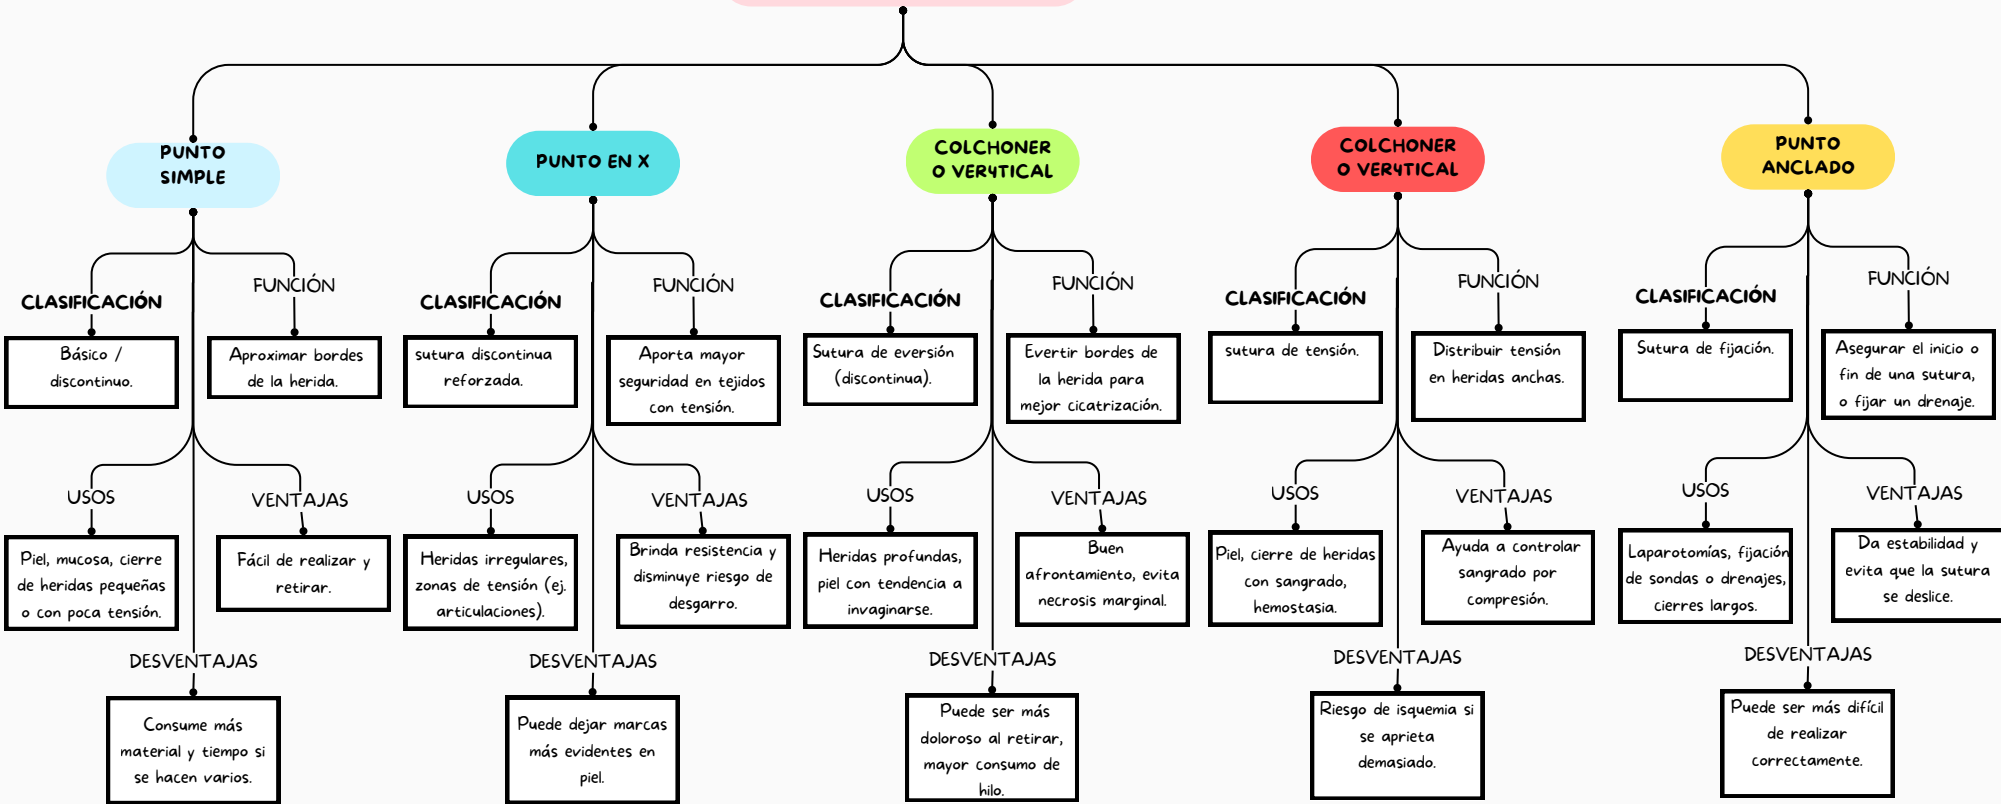 PUNTO
SIMPLE
CLASIFICACIÓN
Básico /
discontinuo.
FUNCIÓN
Aproximar bordes
de la herida.
USOS
Piel, mucosa, cierre
de heridas pequeñas
o con poca tensión.
VENTAJAS
Fácil de realizar y
retirar.
DESVENTAJAS
Consume más
material y tiempo si
se hacen varios.
PUNTO EN X
CLASIFICACIÓN
sutura discontinua
reforzada.
FUNCIÓN
Aporta mayor
seguridad en tejidos
con tensión.
USOS
Heridas irregulares,
zonas de tensión (ej.
articulaciones).
VENTAJAS
Brinda resistencia y
disminuye riesgo de
desgarro.
DESVENTAJAS
Puede dejar marcas
más evidentes en
piel.
COLCHONER
O VER4TICAL
CLASIFICACIÓN
Sutura de eversión
(discontinua).
FUNCIÓN
Evertir bordes de
la herida para
mejor cicatrización.
USOS
Heridas profundas,
piel con tendencia a
invaginarse.
VENTAJAS
Buen
afrontamiento, evita
necrosis marginal.
DESVENTAJAS
Puede ser más
doloroso al retirar,
mayor consumo de
hilo.
COLCHONER
O VER4TICAL
CLASIFICACIÓN
sutura de tensión.
FUNCIÓN
Distribuir tensión
en heridas anchas.
USOS
Piel, cierre de heridas
con sangrado,
hemostasia.
VENTAJAS
Ayuda a controlar
sangrado por
compresión.
DESVENTAJAS
Riesgo de isquemia si
se aprieta
demasiado.
PUNTO
ANCLADO
CLASIFICACIÓN
Sutura de fijación.
FUNCIÓN
Asegurar el inicio o
fin de una sutura,
o fijar un drenaje.
USOS
Laparotomías, fijación
de sondas o drenajes,
cierres largos.
VENTAJAS
Da estabilidad y
evita que la sutura
se deslice.
DESVENTAJAS
Puede ser más difícil
de realizar
correctamente.